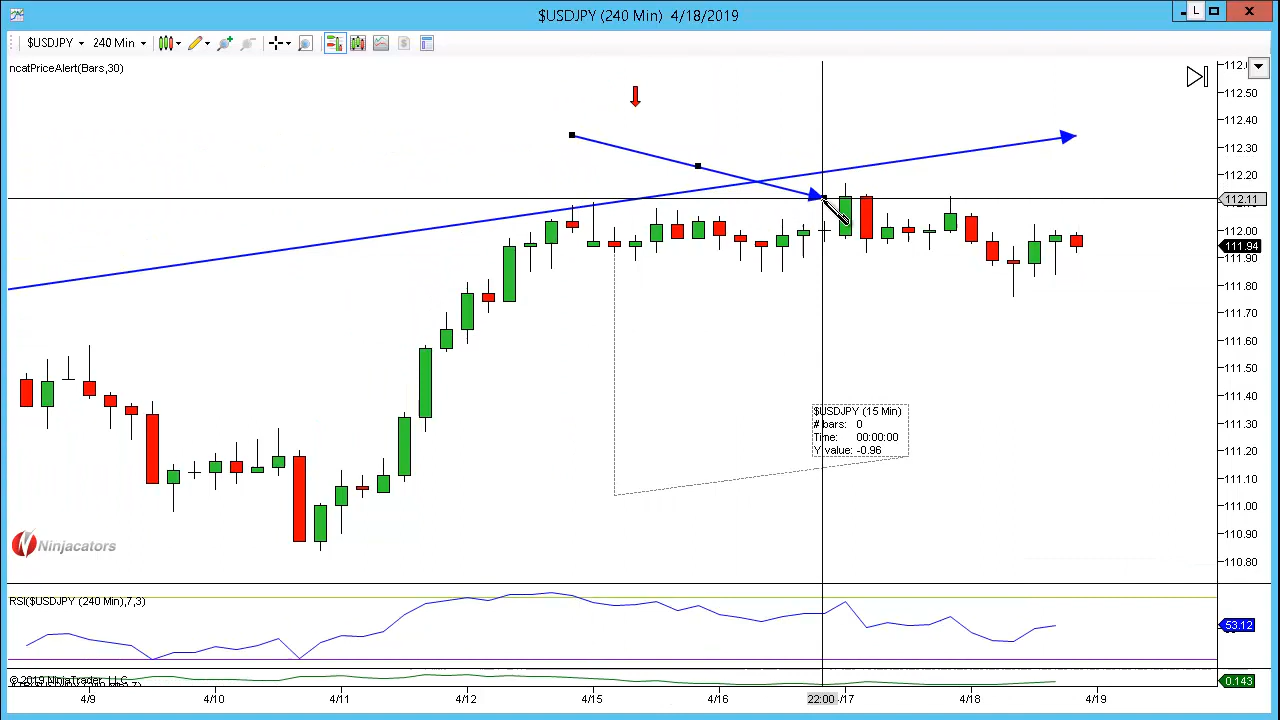 $USDJPY (240 Min)  4/18/2019
L
X
$USDJPY
240 Min
$
ncatPriceAlert(Bars,30)
112.50
112.40
112.30
112.20
112.11
112.00
111.94
111.90
111.80
111.70
111.60
111.50
111.40
111.30
111.20
111.10
111.00
110.90
110.80
$USDJPY (15 Min)
# bars: 0
Time: 00:00:00
Y value: -0.96
Ninjacators
RSI($USDJPY (240 Min),7,3)
53.12
© 2019 NinjaTrader, LLC
0.143
4/9
4/10
4/11
4/12
4/15
4/16
22:00
/17
4/18
4/19